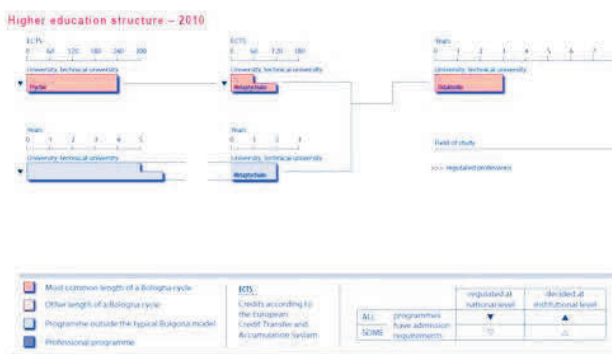 Higher education structure – 2010
ECTS
0 60 120 180 240 300
ECTS
0 60 120 180
Years
0 1 2 3 4 5 6 7
University, technical university
University, technical university
University, technical university
Ptychio
Metaptychiako
Didaktoriko
Years
0 1 2 3 4 5
Years
0 1 2 3
University, technical university
University, technical university
Metaptychiako
Field of study
>>> regulated professions
Most common length of a Bologna cycle
Other length of a Bologna cycle
Programme outside the typical Bologna model
Professional programme
ECTS
Credits according to
the European
Credit Transfer and
Accumulation System
regulated at
national level
decided at
institutional level
ALL programmes
SOME have admission
requirements